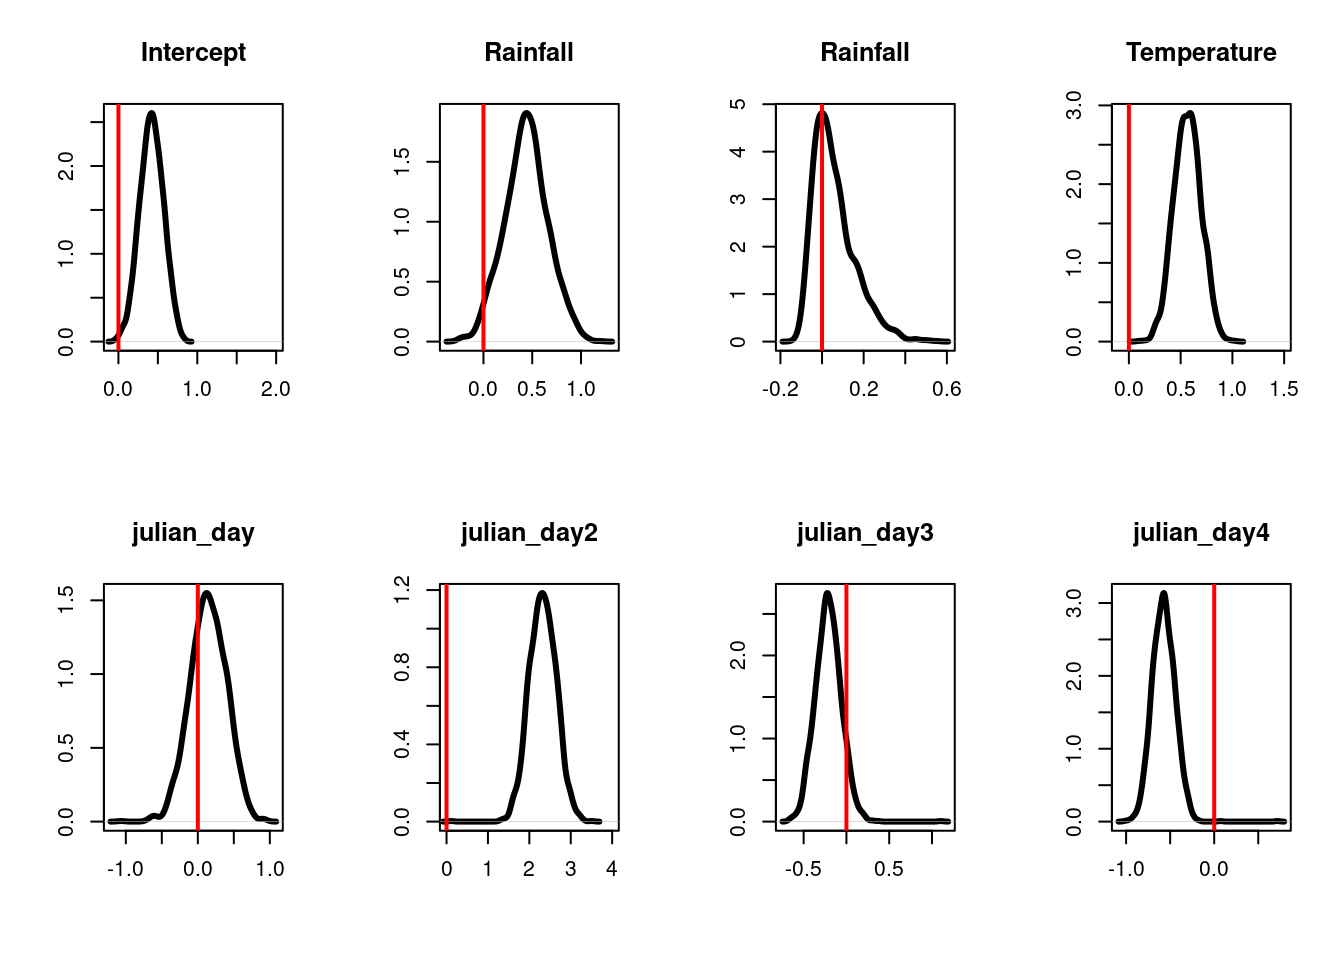 Intercept
0.0 1.0 2.0
0.0 1.0 2.0
Rainfall
0.0 0.5 1.0 1.5
0.0 0.5 1.0
Rainfall
0 1 2 3 4 5
-0.2 0.2 0.6
Temperature
0.0 1.0 2.0 3.0
0.0 0.5 1.0 1.5
julian_day
0.0 0.5 1.0 1.5
-1.0 0.0 1.0
julian_day2
0.0 0.4 0.8 1.2
0 1 2 3 4
julian_day3
0.0 1.0 2.0
-0.5 0.5
julian_day4
0.0 1.0 2.0 3.0
-1.0 0.0